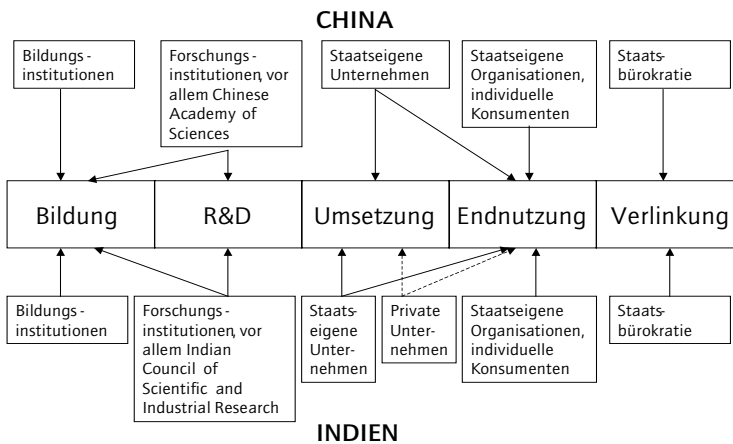 CHINA
Bildungs-
institutionen
Forschungs-
institutionen, vor
allem Chinese
Academy of
Sciences
Staatseigene
Unternehmen
Staatseigene
Organisationen,
individuelle
Konsumenten
Staats-
bürokratie
Bildung
R&D
Umsetzung
Endnutzung
Verlinkung
Bildungs-
institutionen
Forschungs-
institutionen, vor
allem Indian
Council of
Scientific and
Industrial Research
Staats-
eigene
Unter-
nehmen
Private
Unter-
nehmen
Staatseigene
Organisationen,
individuelle
Konsumenten
Staats-
bürokratie
INDIEN